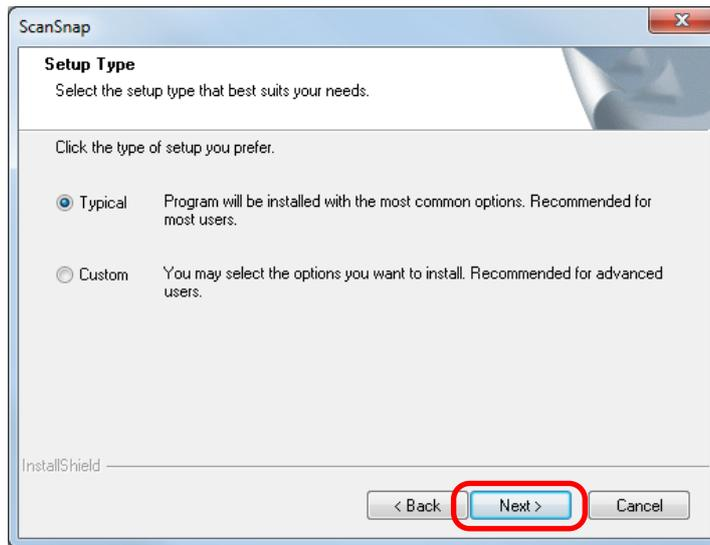 ScanSnap
Setup Type
Select the setup type that best suits your needs.
Click the type of setup you prefer.
Typical Program will be installed with the most common options. Recommended for
most users.
Custom You may select the options you want to install. Recommended for advanced
users.
InstallShield
< Back Next > Cancel